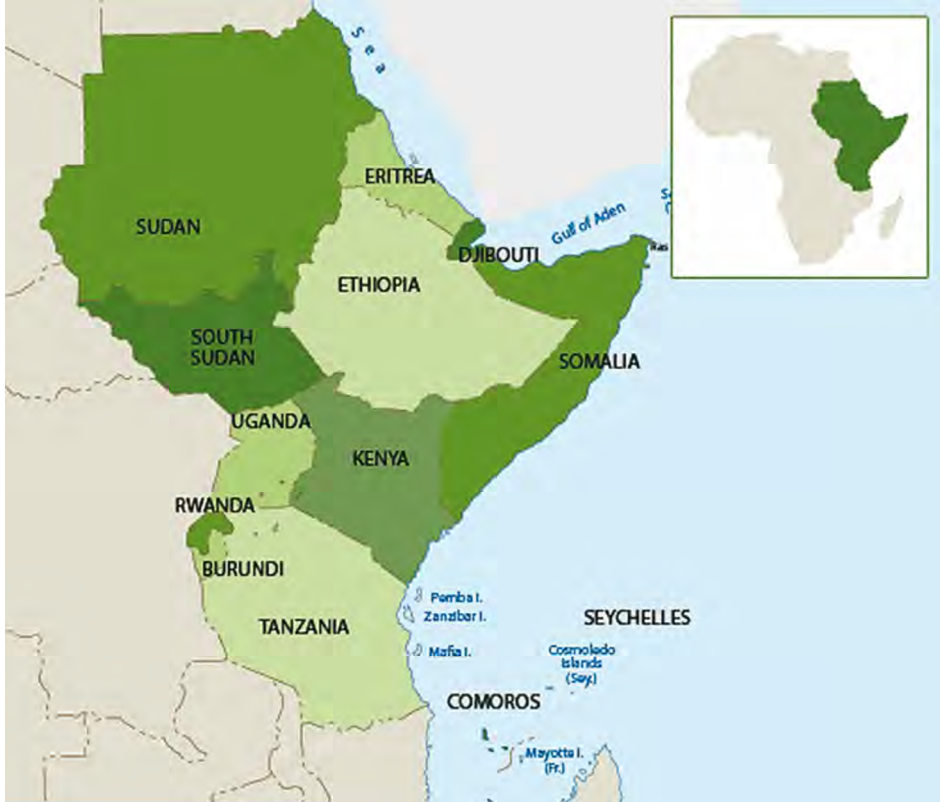 Sea
ERITREA
SUDAN
Gulf of Aden
Ras
DJIBOUTI
ETHIOPIA
SOUTH
SUDAN
SOMALIA
UGANDA
KENYA
RWANDA
BURUNDI
Pemba I.
Zanzibar I.
TANZANIA
SEYCHELLES
Mafia I.
Cosmoledo
Islands
(Sey.)
COMOROS
Mayotte I.
(Fr.)